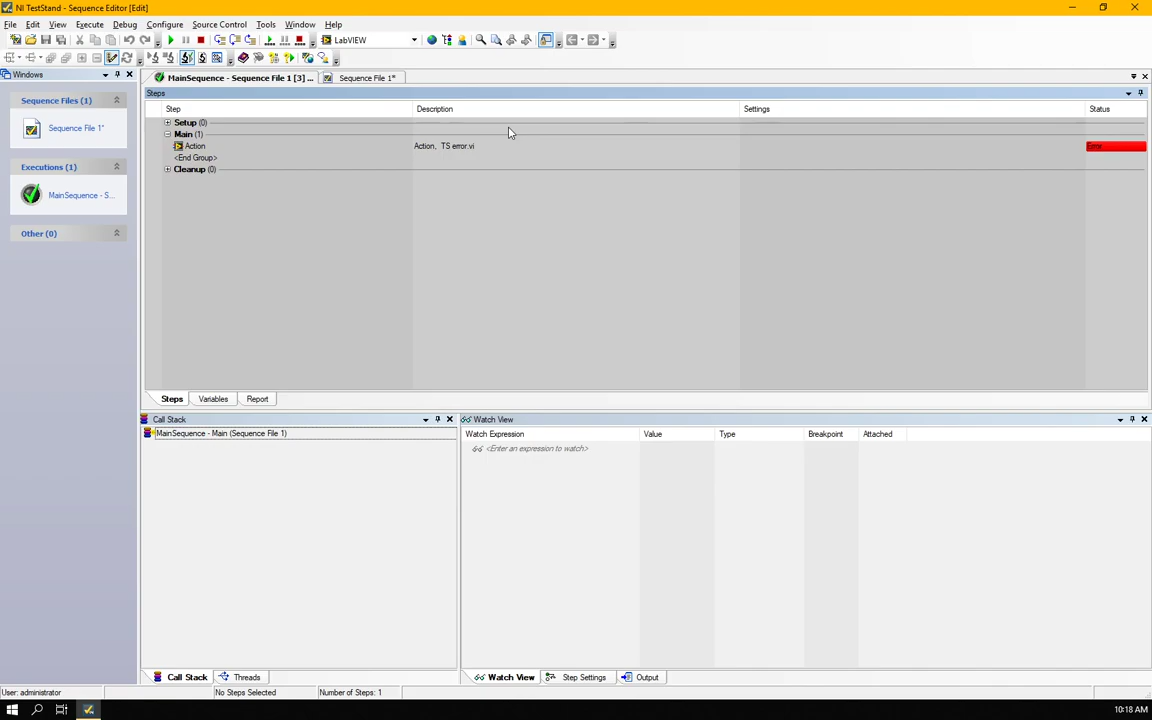 NI TestStand - Sequence Editor [Edit]
File Edit View Execute Debug Configure Source Control Tools Window Help
LabVIEW
Windows
MainSequence - Sequence File 1 [3] ... Sequence File 1*
Steps
Sequence Files (1)
Sequence File 1*
Executions (1)
MainSequence - S...
Other (0)
Step Description Settings Status
Setup (0)
Main (1)
Action Action, TS error.vi Error
<End Group>
Cleanup (0)
Steps Variables Report
Call Stack
MainSequence - Main (Sequence File 1)
Watch View
Watch Expression Value Type Breakpoint Attached
<Enter an expression to watch>
Call Stack Threads
Watch View Step Settings Output
User: administrator No Steps Selected Number of Steps: 1
10:18 AM